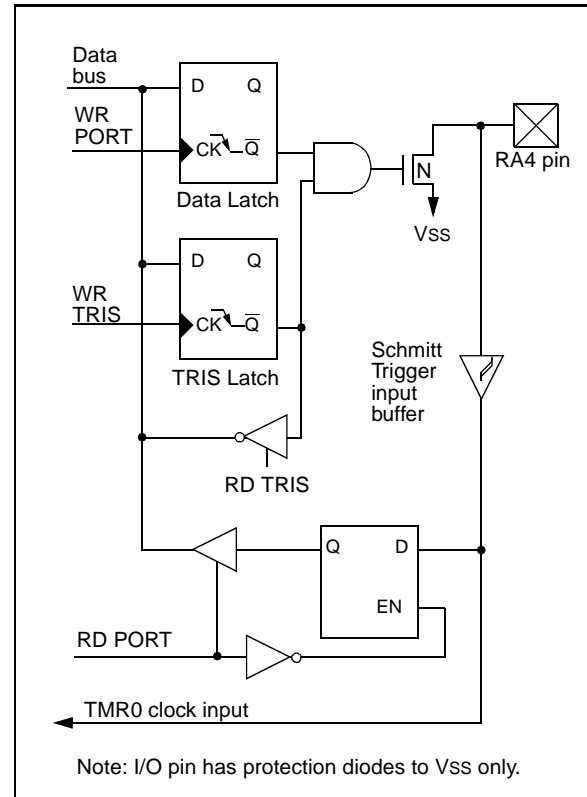 Data
bus
D Q
WR
PORT
CK Q
Data Latch
N
RA4 pin
VSS
D Q
WR
TRIS
CK Q
TRIS Latch
Schmitt
Trigger
input
buffer
RD TRIS
Q D
EN
RD PORT
TMR0 clock input
Note: I/O pin has protection diodes to VSS only.